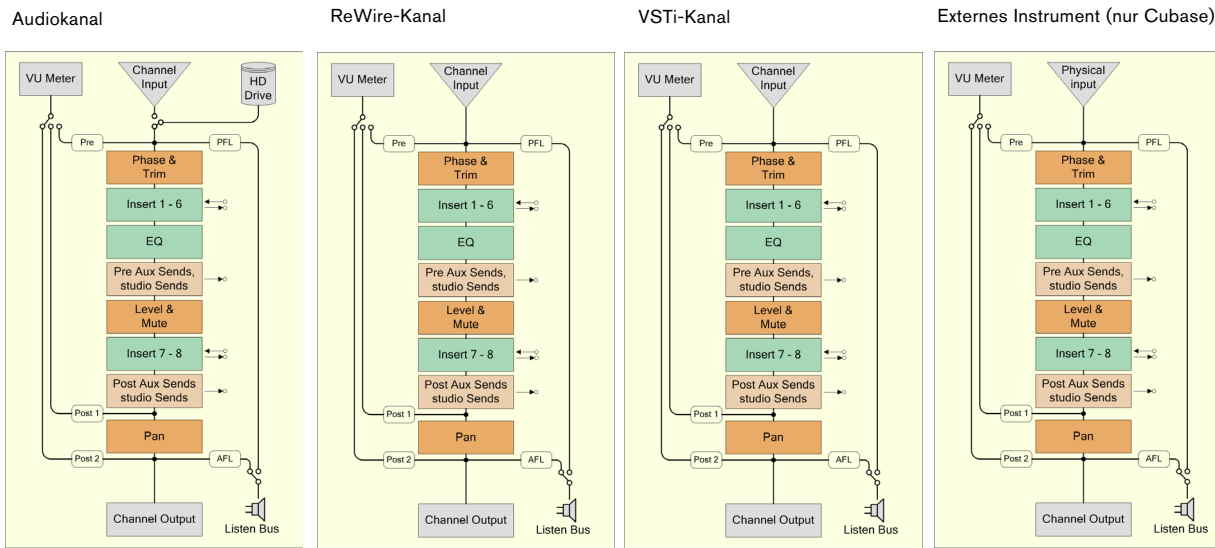 Audiokanal
VU Meter
Channel
Input
HD
Drive
Pre
PFL
Phase &
Trim
Insert 1 - 6
EQ
Pre Aux Sends,
studio Sends
Level &
Mute
Insert 7 - 8
Post Aux Sends
studio Sends
Post 1
Pan
Post 2
AFL
Channel Output
Listen Bus
ReWire-Kanal
VU Meter
Channel
Input
Pre
PFL
Phase &
Trim
Insert 1 - 6
EQ
Pre Aux Sends,
studio Sends
Level &
Mute
Insert 7 - 8
Post Aux Sends
studio Sends
Post 1
Pan
Post 2
AFL
Channel Output
Listen Bus
VSTi-Kanal
VU Meter
Channel
Input
Pre
PFL
Phase &
Trim
Insert 1 - 6
EQ
Pre Aux Sends,
studio Sends
Level &
Mute
Insert 7 - 8
Post Aux Sends
studio Sends
Post 1
Pan
Post 2
AFL
Channel Output
Listen Bus
Externes Instrument (nur Cubase)
VU Meter
Physical
input
Pre
PFL
Phase &
Trim
Insert 1 - 6
EQ
Pre Aux Sends,
studio Sends
Level &
Mute
Insert 7 - 8
Post Aux Sends
studio Sends
Post 1
Pan
Post 2
AFL
Channel Output
Listen Bus